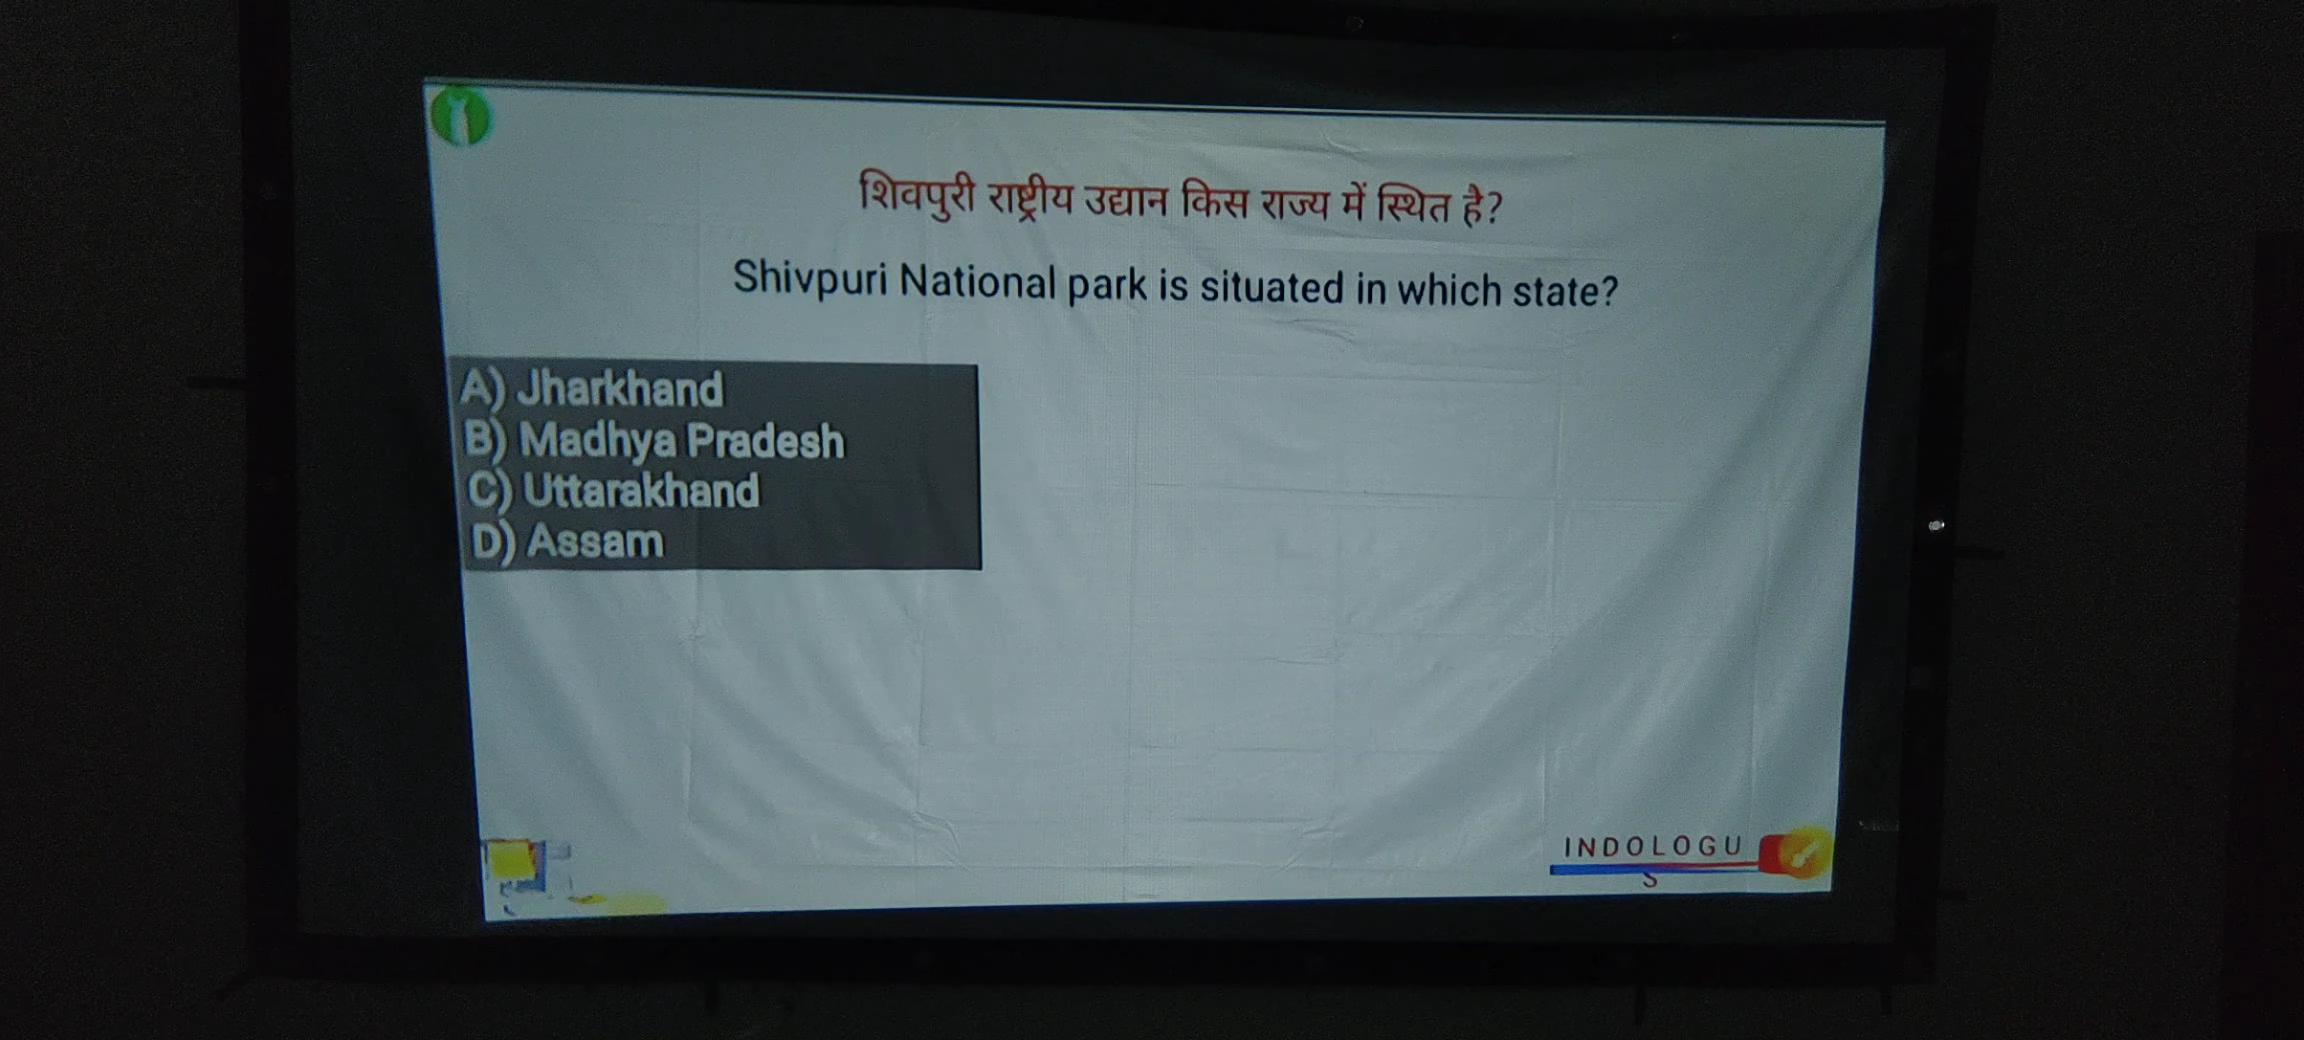 शिवपुरी राष्ट्रीय उद्यान किस राज्य में स्थित है?
Shivpuri National park is situated in which state?
A) Jharkhand
B) Madhya Pradesh
C) Uttarakhand
D) Assam
INDOLOGU
S